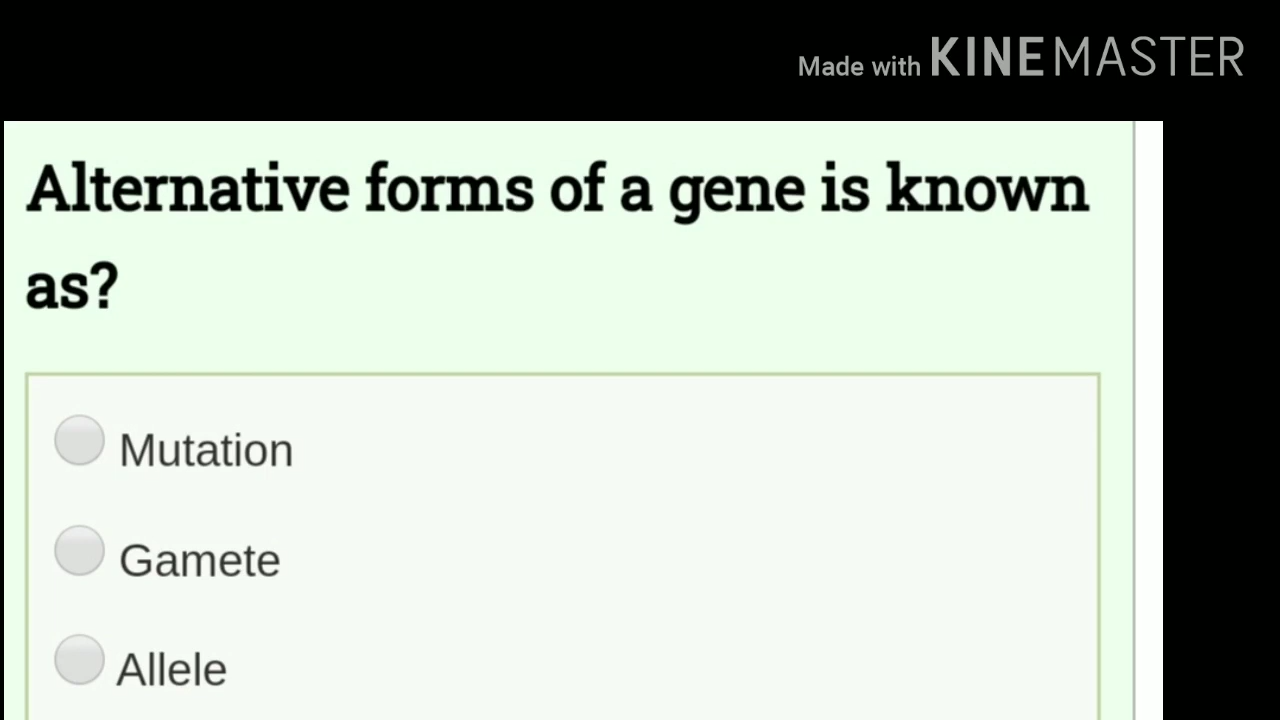 Made with KINEMASTER
Alternative forms of a gene is known
as?
Mutation
Gamete
Allele